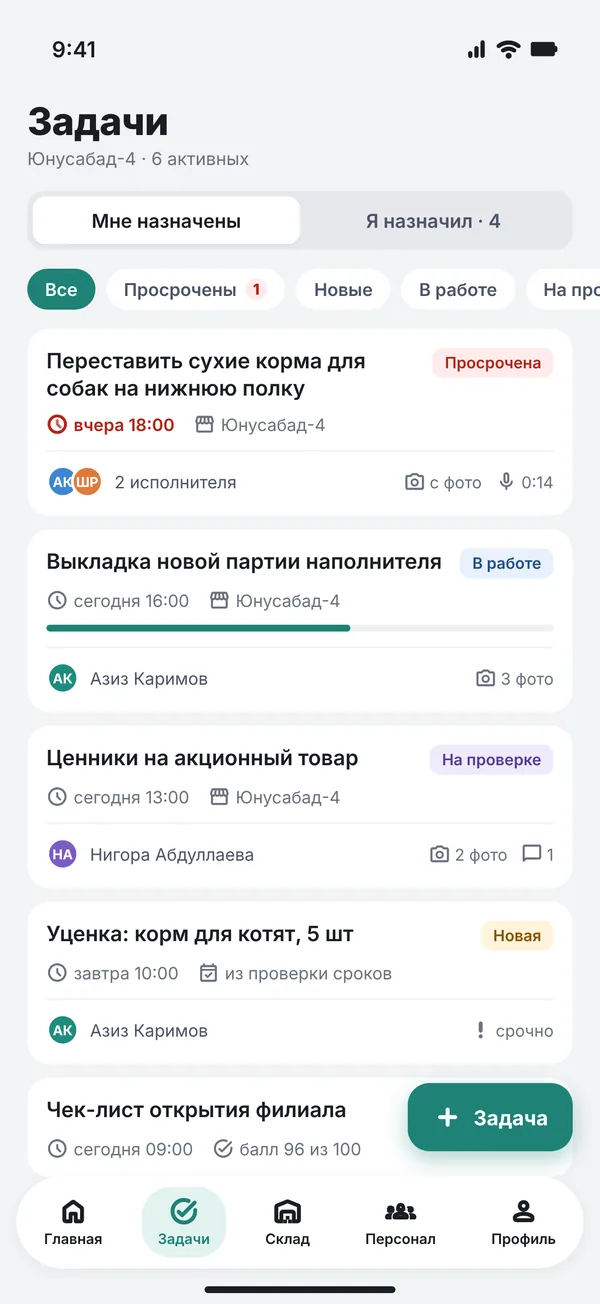 9:41
Задачи
Юнусабад-4 · 6 активных
Мне назначены
Я назначил · 4
Все
Просрочены 1
Новые
В работе
На про
Переставить сухие корма для
собак на нижнюю полку
Просрочена
вчера 18:00
Юнусабад-4
АК ШР 2 исполнителя
с фото
0:14
Выкладка новой партии наполнителя
В работе
сегодня 16:00
Юнусабад-4
АК Азиз Каримов
3 фото
Ценники на акционный товар
На проверке
сегодня 13:00
Юнусабад-4
НА Нигора Абдуллаева
2 фото
1
Уценка: корм для котят, 5 шт
Новая
завтра 10:00
из проверки сроков
АК Азиз Каримов
срочно
Чек-лист открытия филиала
+ Задача
сегодня 09:00
балл 96 из 100
Главная
Задачи
Склад
Персонал
Профиль